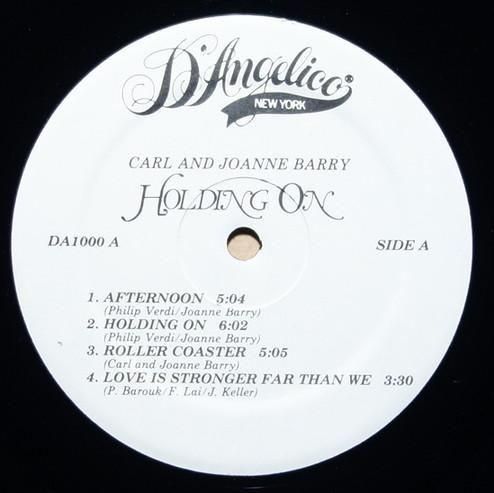 D'Angelico®
NEW YORK
CARL AND JOANNE BARRY
HOLDING ON
DA1000 A SIDE A
1. AFTERNOON 5:04
(Philip Verdi/Joanne Barry)
2. HOLDING ON 6:02
(Philip Verdi/Joanne Barry)
3. ROLLER COASTER 5:05
(Carl and Joanne Barry)
4. LOVE IS STRONGER FAR THAN WE 3:30
(P. Barouk/F. Lai/J. Keller)